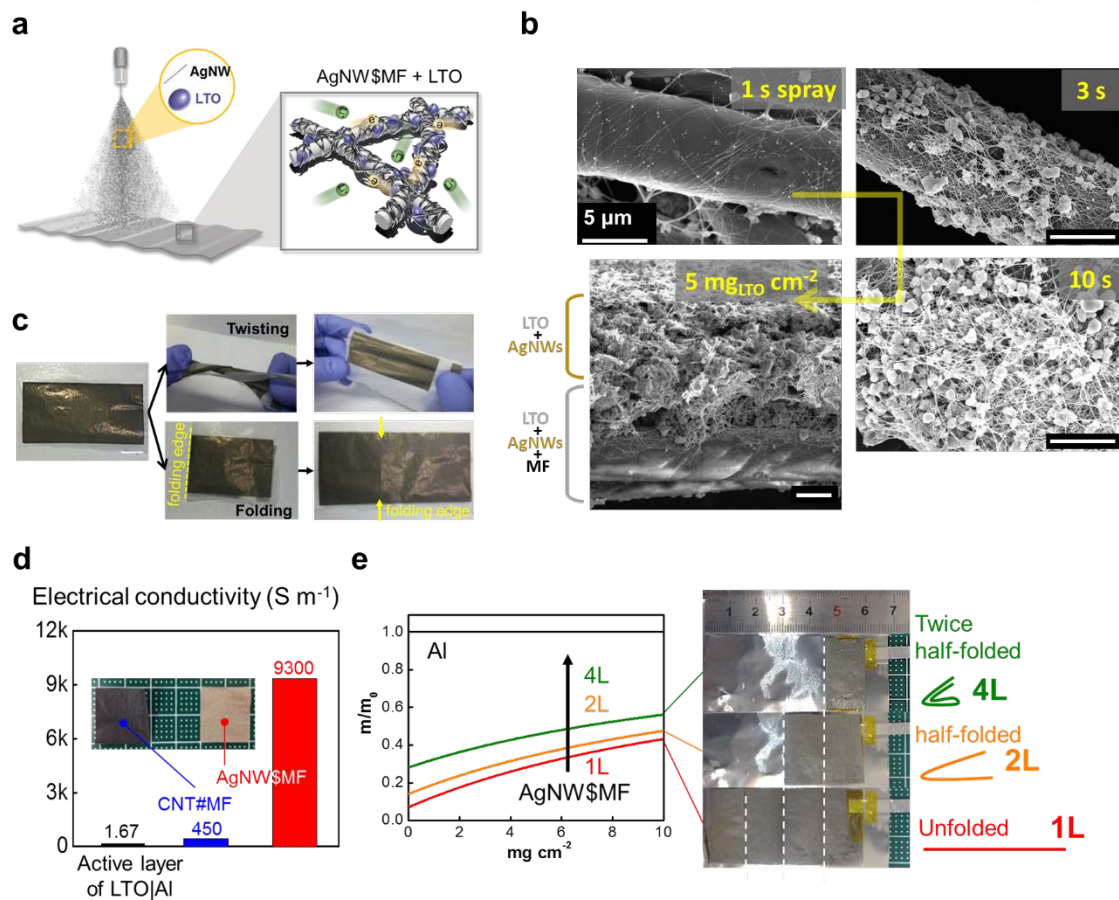 a
AgNW
LTO
AgNW$MF + LTO
e
e
e
b
1 s spray
5 µm
3 s
5 mgLTO cm-2
10 s
LTO
+
AgNWs
LTO
+
AgNWs
+
MF
c
Twisting
folding edge
Folding
folding edge
d
Electrical conductivity (S m-1)
12k
9k
6k
3k
0
9300
AgNW$MF
CNT#MF
1.67
450
Active layer
of LTO|Al
e
m/m0
1.0
0.8
0.6
0.4
0.2
0.0
Al
4L
2L
1L
AgNW$MF
0 2 4 6 8 10
mg cm-2
1 2 3 4 5 6 7
Twice
half-folded
4L
half-folded
2L
Unfolded
1L